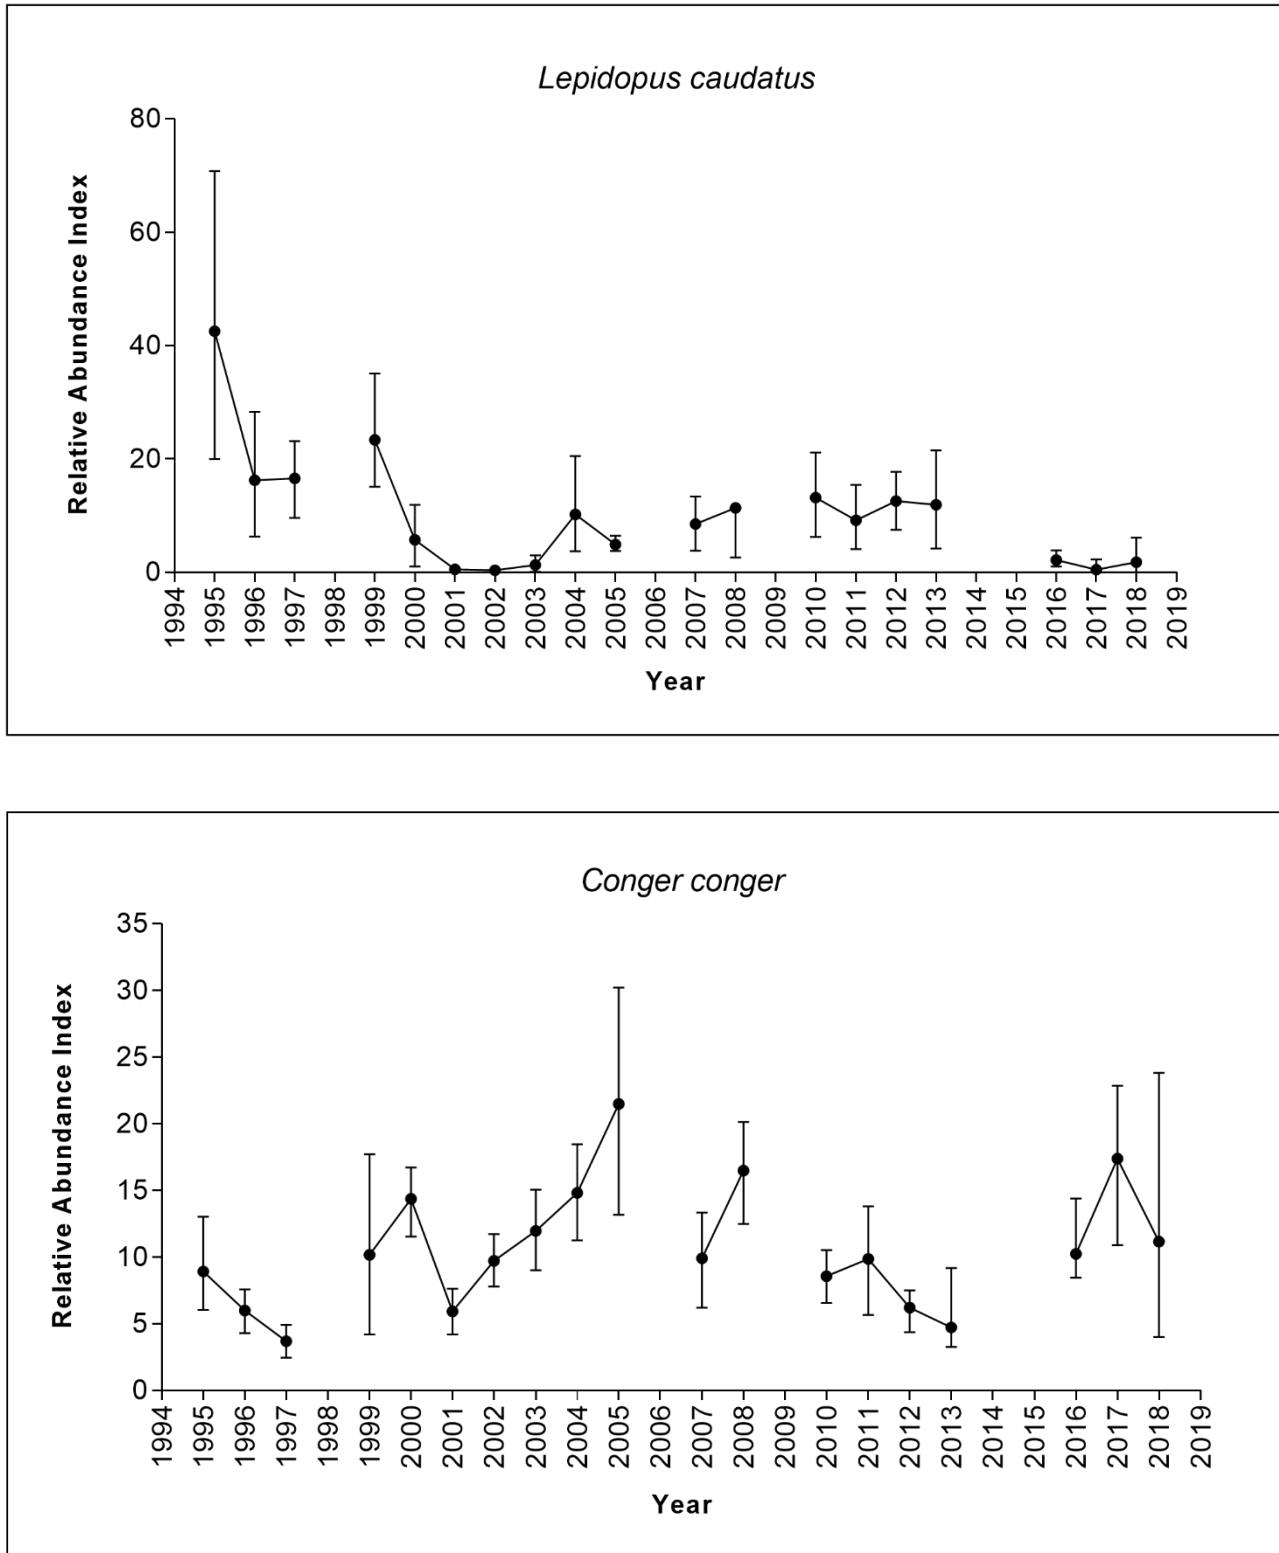 Lepidopus caudatus
80
60
40
20
0
Relative Abundance Index
1994 1995 1996 1997 1998 1999 2000 2001 2002 2003 2004 2005 2006 2007 2008 2009 2010 2011 2012 2013 2014 2015 2016 2017 2018 2019
Year
Conger conger
35
30
25
20
15
10
5
0
Relative Abundance Index
1994 1995 1996 1997 1998 1999 2000 2001 2002 2003 2004 2005 2006 2007 2008 2009 2010 2011 2012 2013 2014 2015 2016 2017 2018 2019
Year